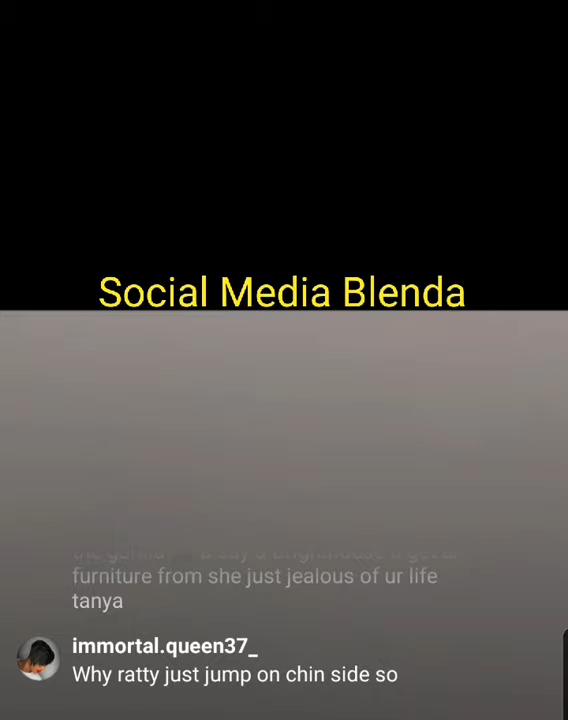 Social Media Blenda
furniture from she just jealous of ur life
tanya
immortal.queen37_
Why ratty just jump on chin side so